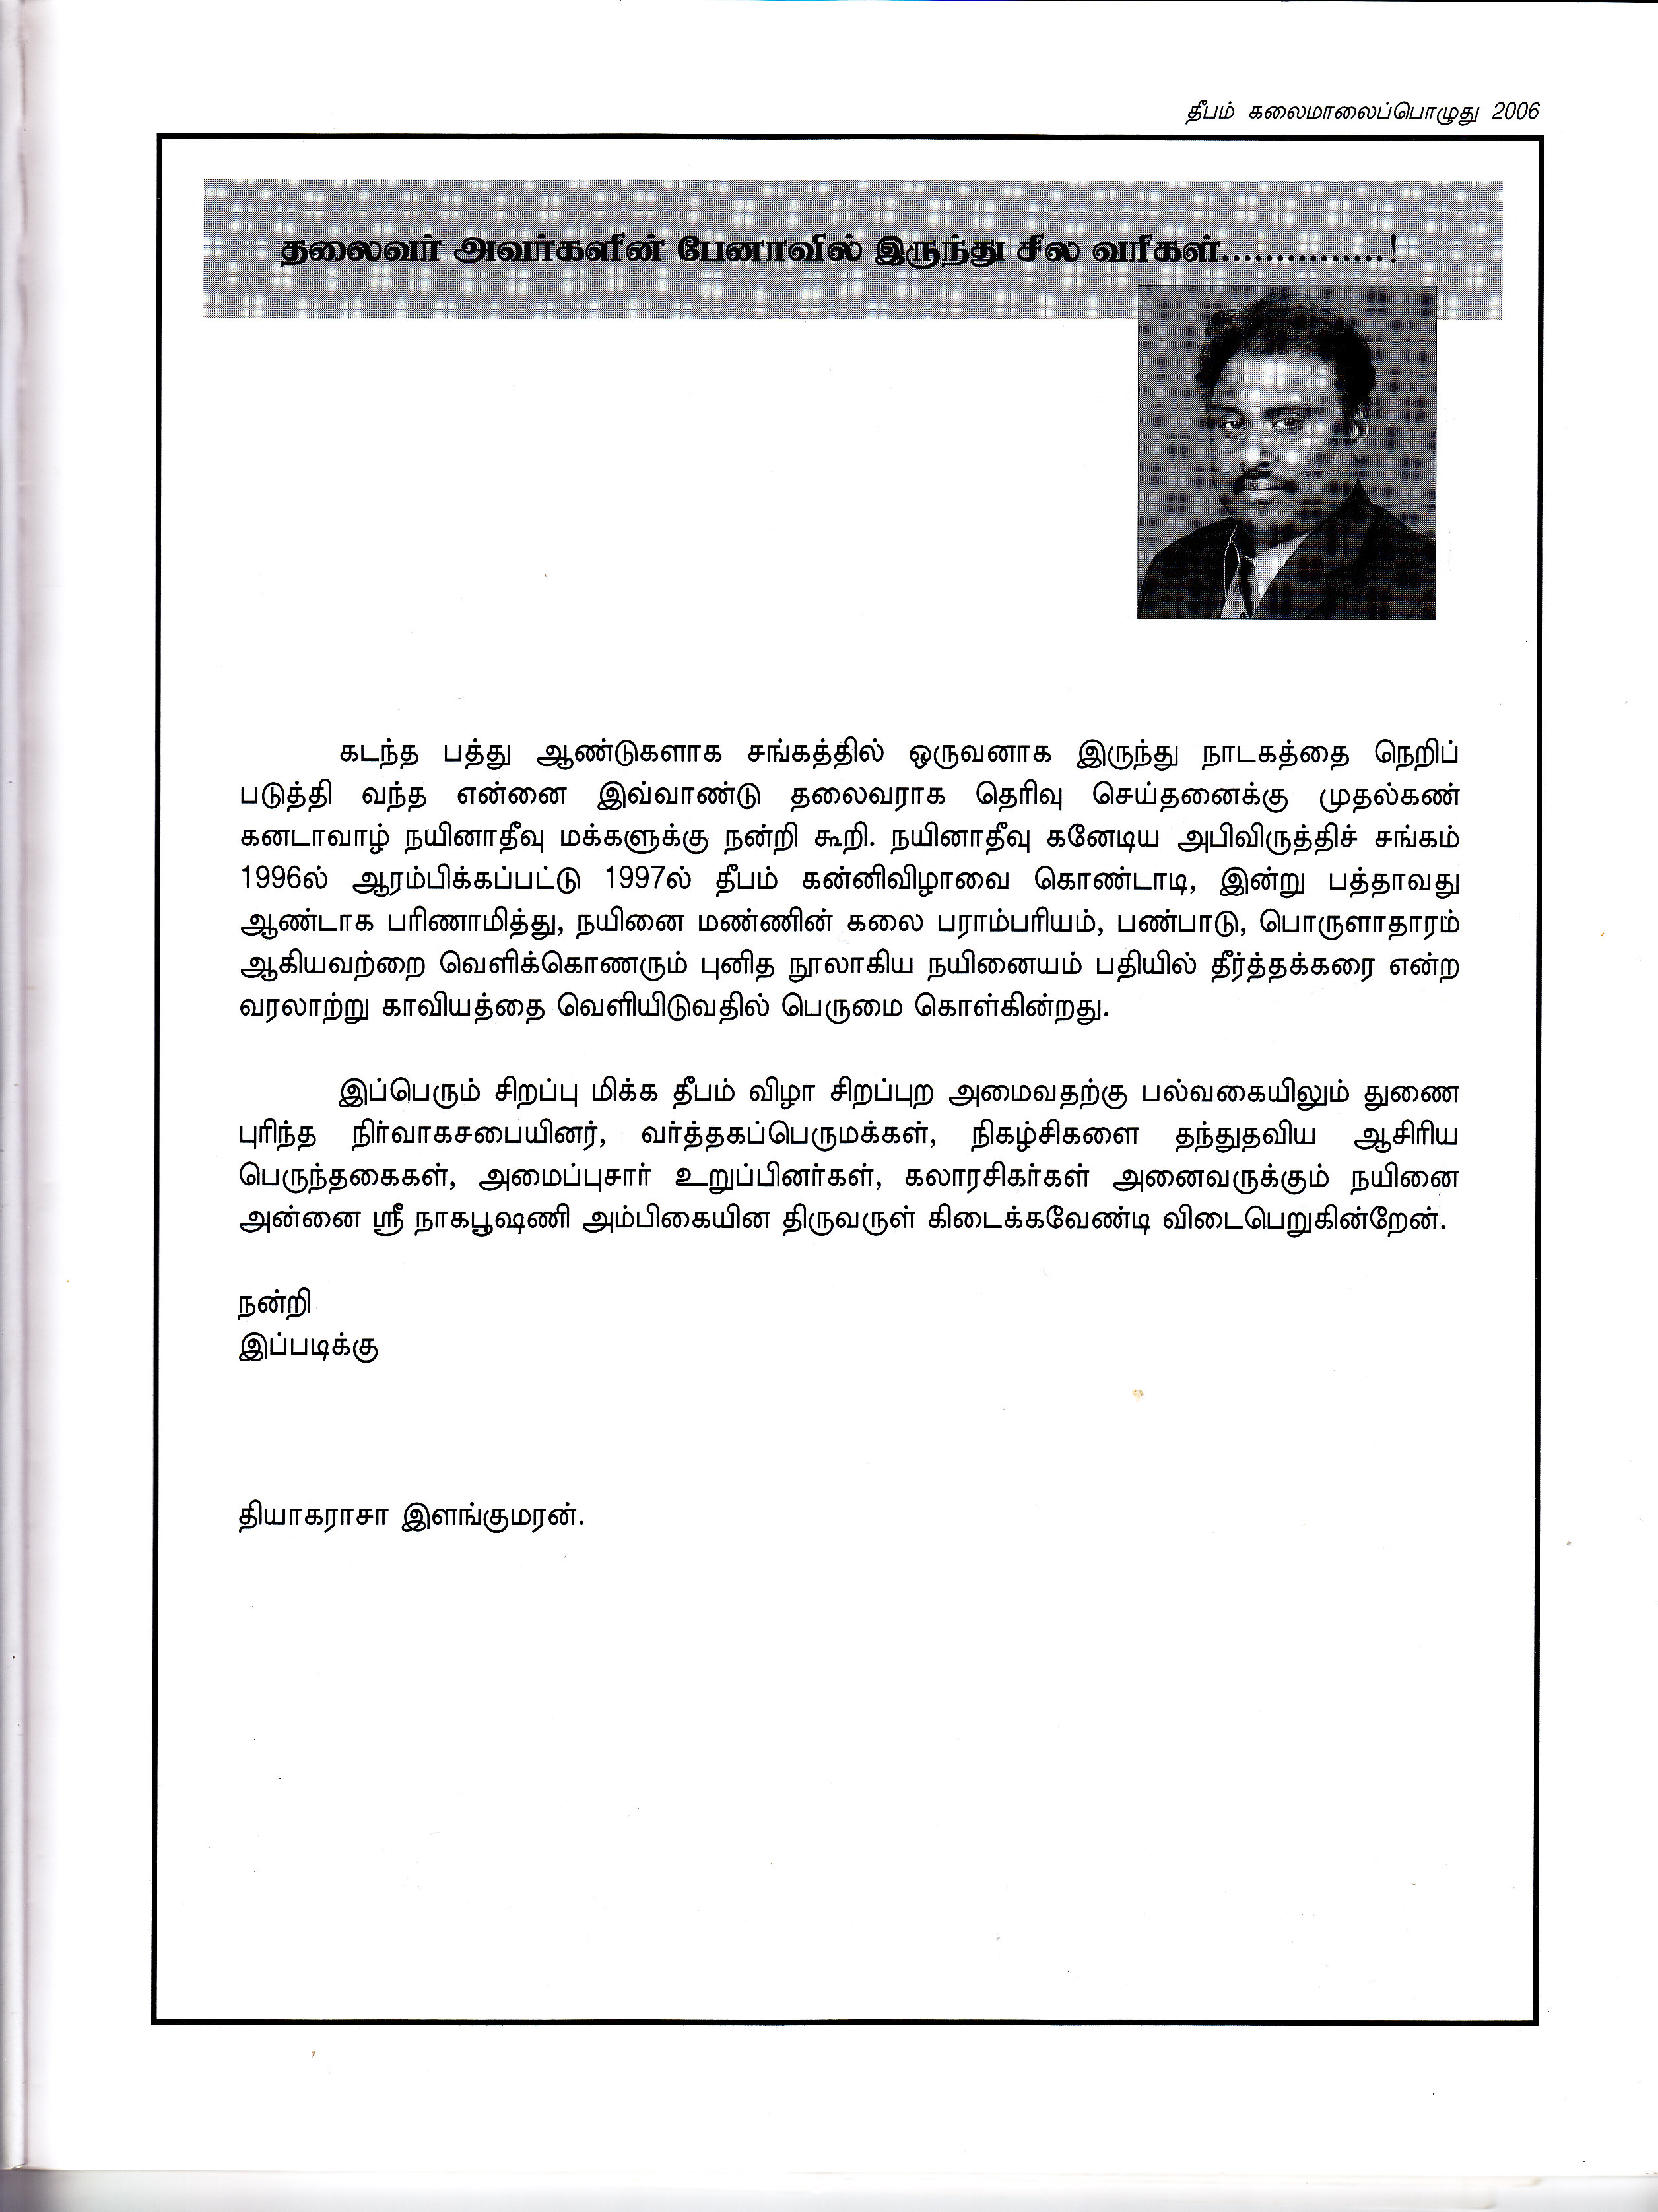 தீபம் கலைமாலைப்பொழுது 2006
தலைவர் அவர்களின் பேனாவில் இருந்து சில வரிகள்...............!
கடந்த பத்து ஆண்டுகளாக சங்கத்தில் ஒருவனாக இருந்து நாடகத்தை நெறிப்
படுத்தி வந்த என்னை இவ்வாண்டு தலைவராக தெரிவு செய்தனைக்கு முதல்கண்
கனடாவாழ் நயினாதீவு மக்களுக்கு நன்றி கூறி. நயினாதீவு கனேடிய அபிவிருத்திச் சங்கம்
1996ல் ஆரம்பிக்கப்பட்டு 1997ல் தீபம் கன்னிவிழாவை கொண்டாடி, இன்று பத்தாவது
ஆண்டாக பரிணாமித்து, நயினை மண்ணின் கலை பராம்பரியம், பண்பாடு, பொருளாதாரம்
ஆகியவற்றை வெளிக்கொணரும் புனித நூலாகிய நயினையம் பதியில் தீர்த்தக்கரை என்ற
வரலாற்று காவியத்தை வெளியிடுவதில் பெருமை கொள்கின்றது.
இப்பெரும் சிறப்பு மிக்க தீபம் விழா சிறப்புற அமைவதற்கு பல்வகையிலும் துணை
புரிந்த நிர்வாகசபையினர், வர்த்தகப்பெருமக்கள், நிகழ்சிகளை தந்துதவிய ஆசிரிய
பெருந்தகைகள், அமைப்புசார் உறுப்பினர்கள், கலாரசிகர்கள் அனைவருக்கும் நயினை
அன்னை ஸ்ரீ நாகபூஷணி அம்பிகையின திருவருள் கிடைக்கவேண்டி விடைபெறுகின்றேன்.
நன்றி
இப்படிக்கு
தியாகராசா இளங்குமரன்.